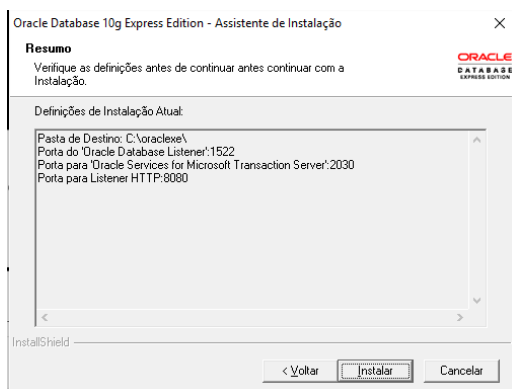 Oracle Database 10g Express Edition - Assistente de Instalação
Resumo
Verifique as definições antes de continuar antes continuar com a
Instalação.
ORACLE
DATABASE
EXPRESS EDITION
Definições de Instalação Atual:
Pasta de Destino: C:\oraclexe\
Porta do 'Oracle Database Listener':1522
Porta para 'Oracle Services for Microsoft Transaction Server':2030
Porta para Listener HTTP:8080
InstallShield
< Voltar
Instalar
Cancelar